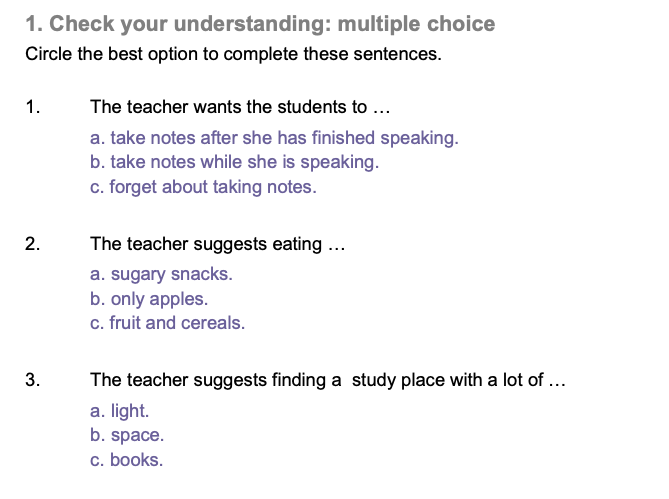 1. Check your understanding: multiple choice
Circle the best option to complete these sentences.
1. The teacher wants the students to …
a. take notes after she has finished speaking.
b. take notes while she is speaking.
c. forget about taking notes.
2. The teacher suggests eating …
a. sugary snacks.
b. only apples.
c. fruit and cereals.
3. The teacher suggests finding a  study place with a lot of …
a. light.
b. space.
c. books.